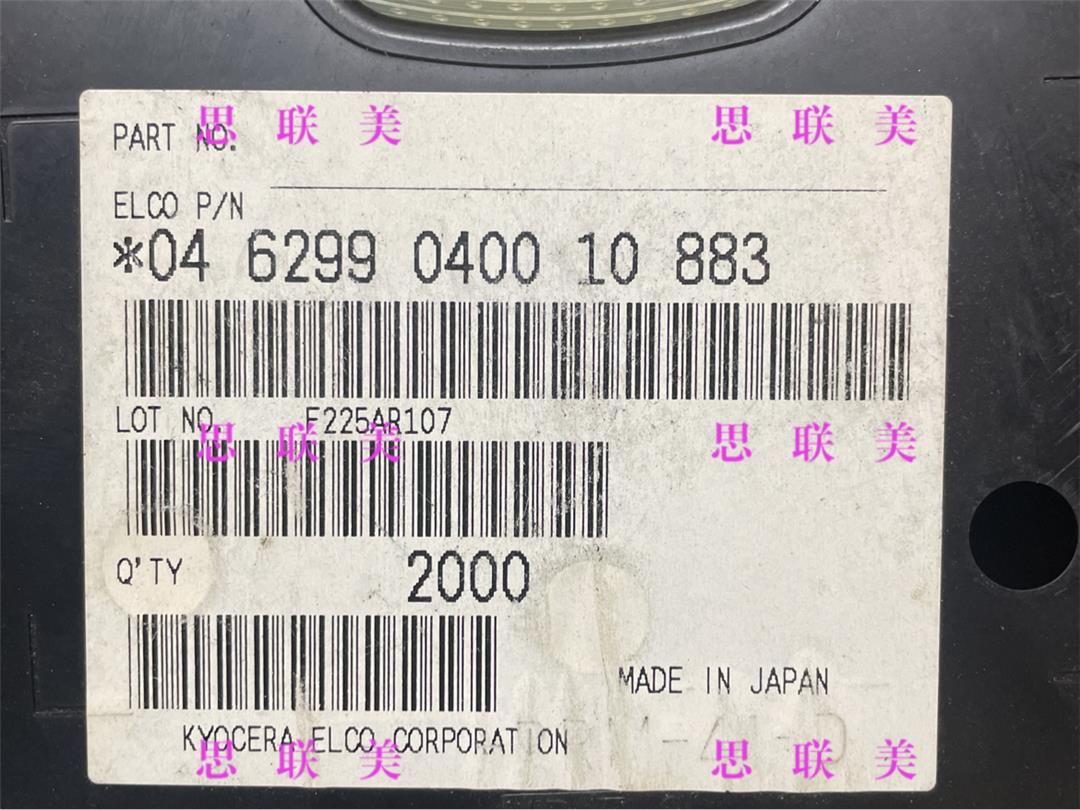 PART NO.
思联美 思联美
ELCO P/N
*04 6299 0400 10 883
LOT NO. F225AR107
思联美 思联美
Q'TY 2000
MADE IN JAPAN
KYOCERA ELCO CORPORATION
思联美 思联美